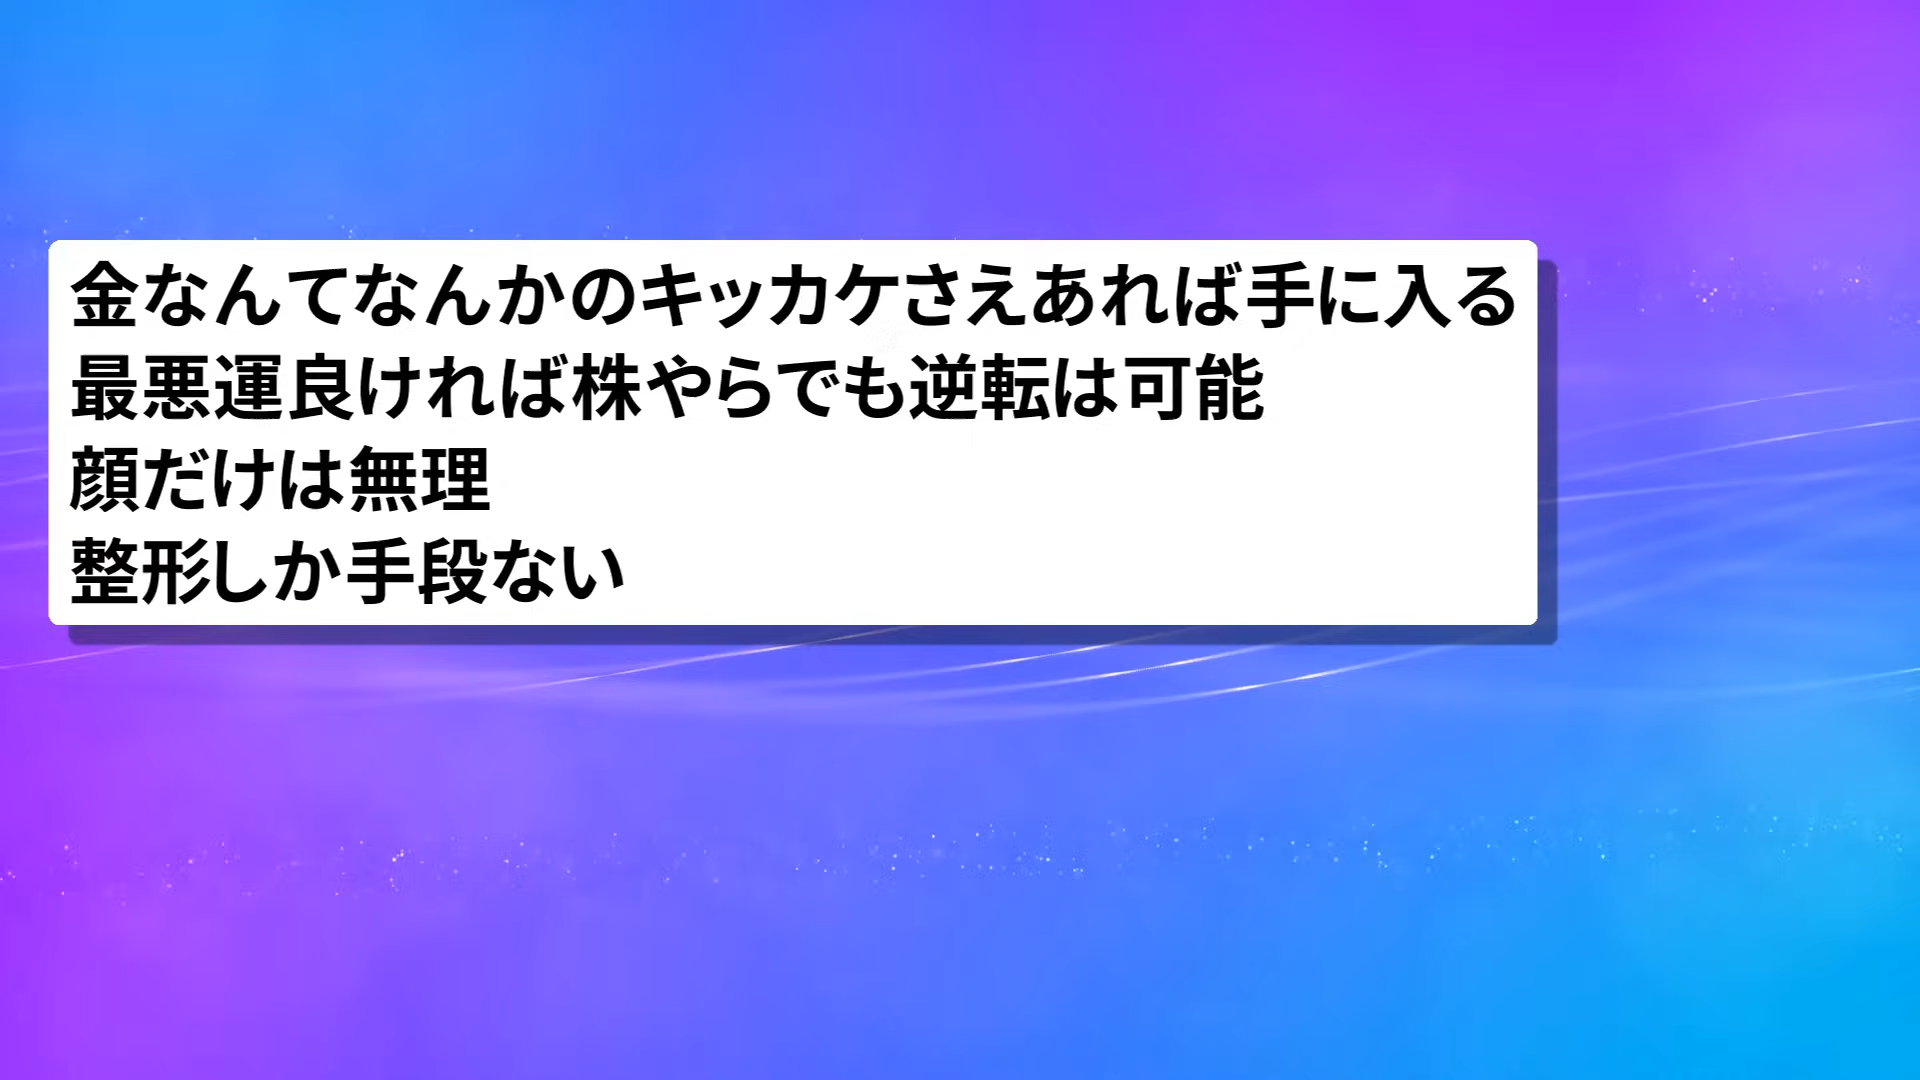 金なんてなんかのキッカケさえあれば手に入る
最悪運良ければ株やらでも逆転は可能
顔だけは無理
整形しか手段ない